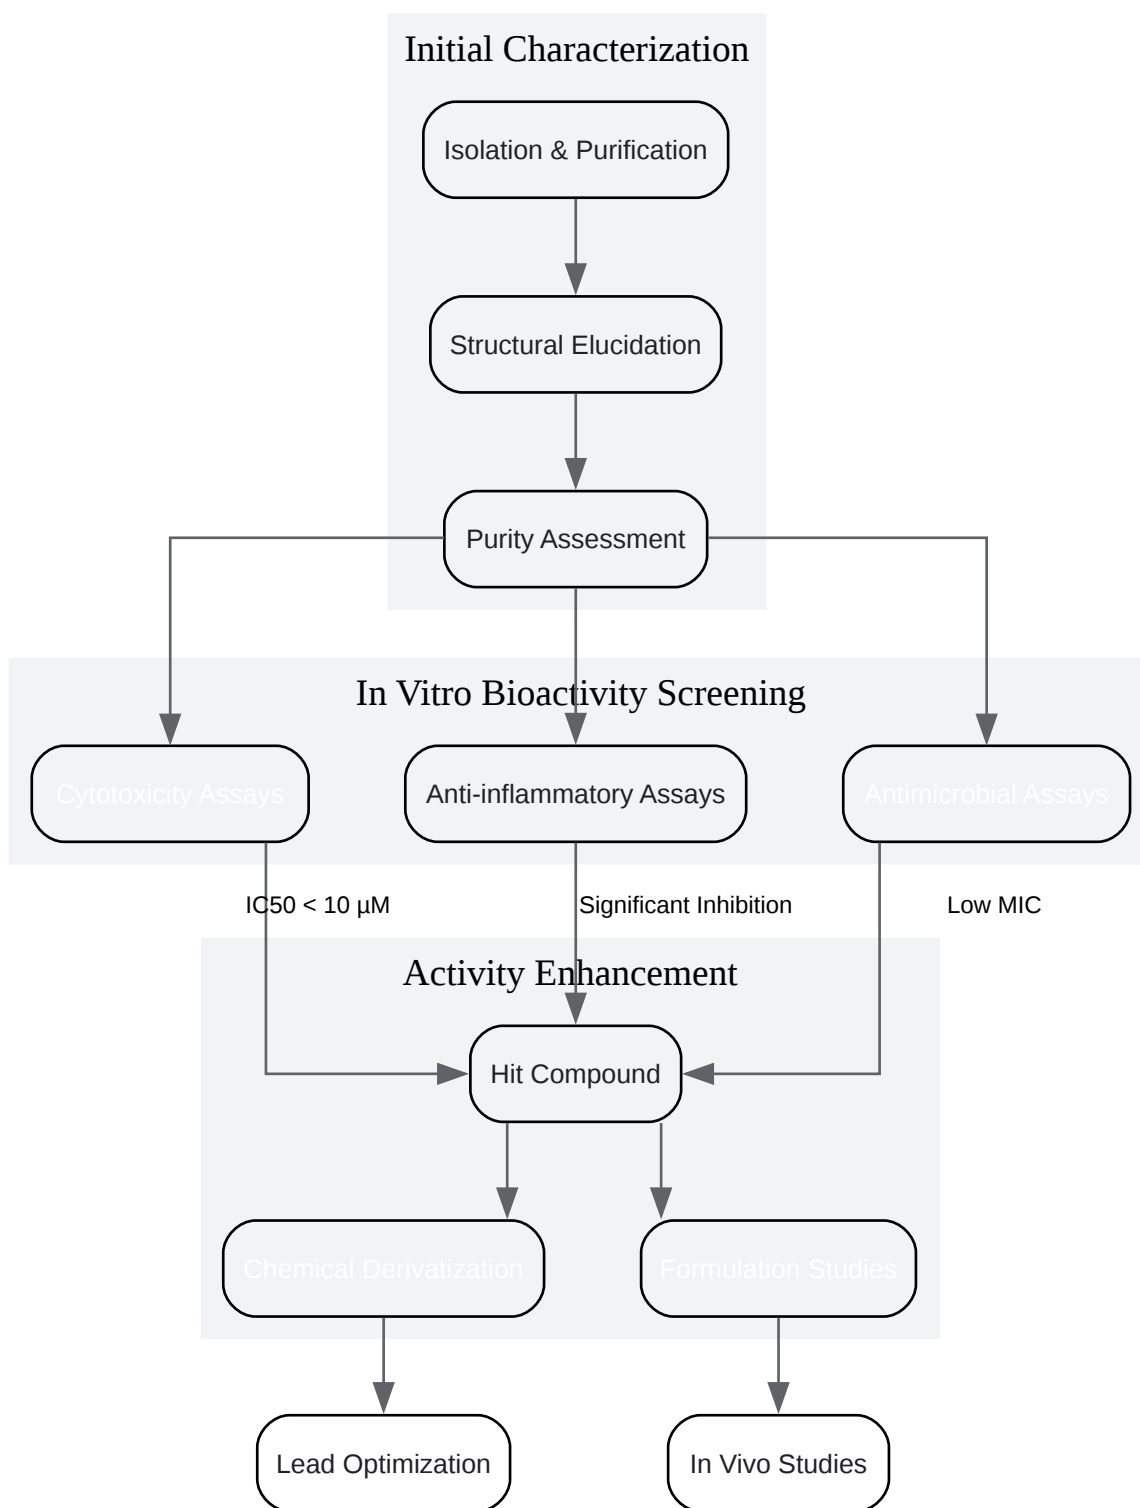 Initial Characterization
Isolation & Purification
Structural Elucidation
Purity Assessment
In Vitro Bioactivity Screening
Cytotoxicity Assays
Anti-inflammatory Assays
Antimicrobial Assays
IC50 < 10 µM
Significant Inhibition
Low MIC
Activity Enhancement
Hit Compound
Chemical Derivatization
Formulation Studies
Lead Optimization
In Vivo Studies